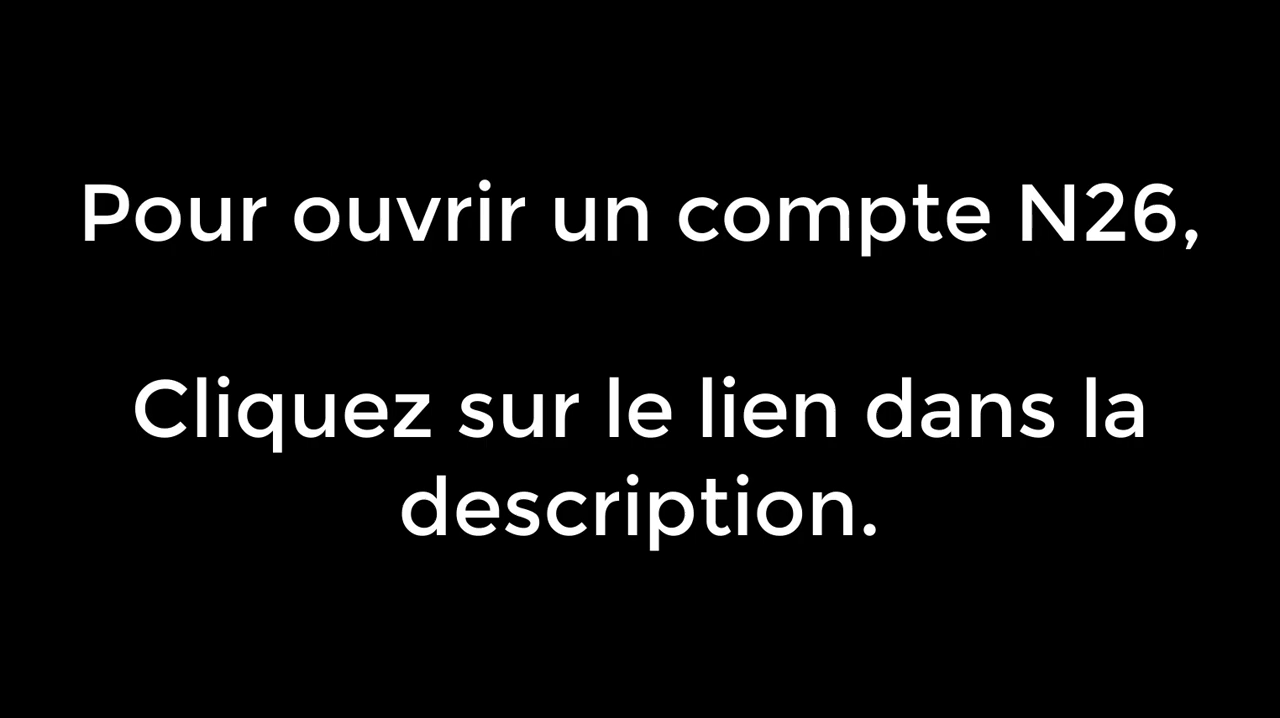 Pour ouvrir un compte N26,
Cliquez sur le lien dans la
description.